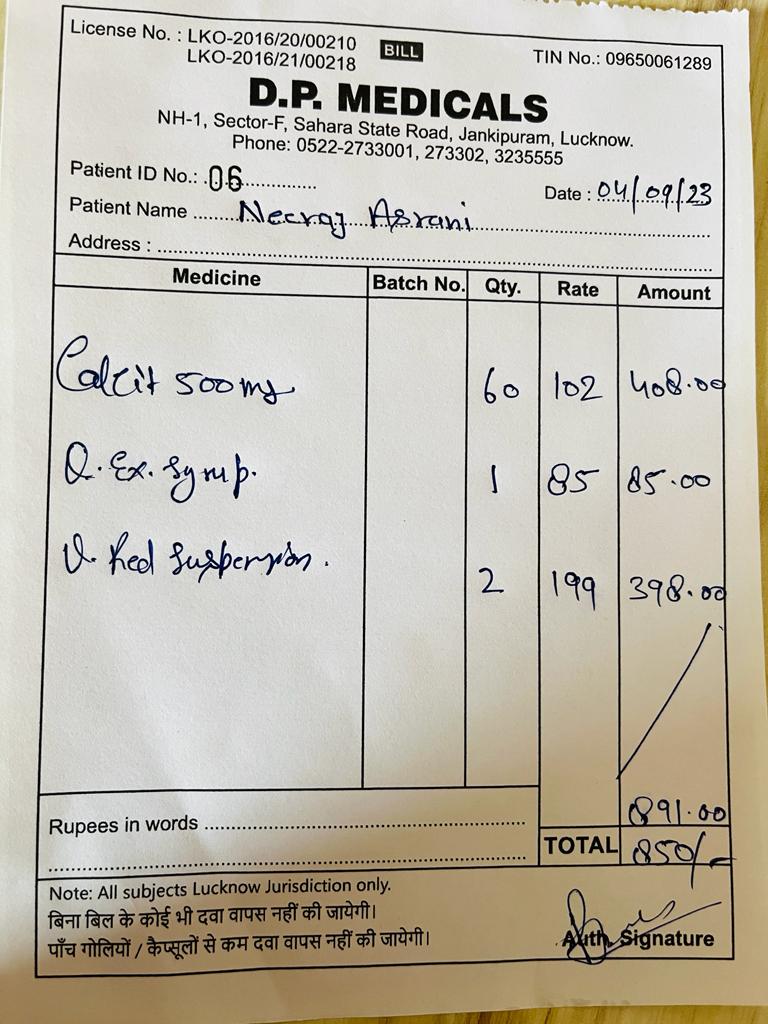 License No. : LKO-2016/20/00210
LKO-2016/21/00218
BILL
TIN No.: 09650061289
D.P. MEDICALS
NH-1, Sector-F, Sahara State Road, Jankipuram, Lucknow.
Phone: 0522-2733001, 273302, 3235555
Patient ID No.: 06
Date : 04/09/23
Patient Name Neeraj Asrani
Address :
Medicine Batch No. Qty. Rate Amount
Calcit 500mg 60 102 408.00
Q. Ex. Syrup. 1 85 85.00
V. Red Suspension. 2 199 398.00
891.00
Rupees in words
TOTAL 850/-
Note: All subjects Lucknow Jurisdiction only.
बिना बिल के कोई भी दवा वापस नहीं की जायेगी।
पाँच गोलियों / कैप्सूलों से कम दवा वापस नहीं की जायेगी।
Auth. Signature